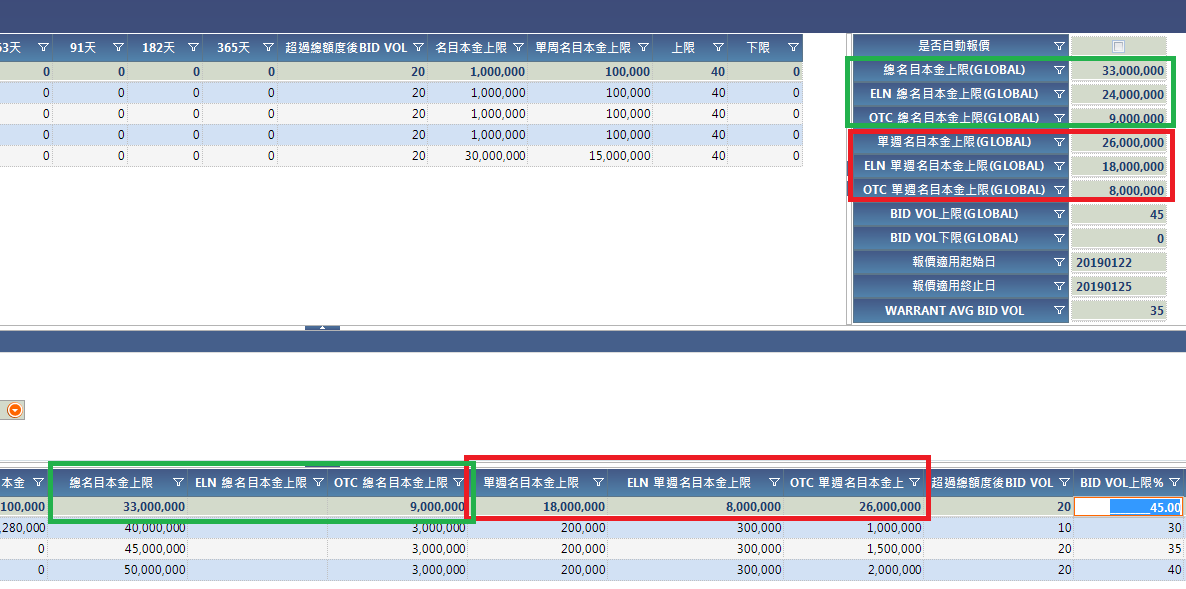 63天 91天 182天 365天 超過總額度後BID VOL 名目本金上限 單周名目本金上限 上限 下限
0 0 0 0 20 1,000,000 100,000 40 0
0 0 0 0 20 1,000,000 100,000 40 0
0 0 0 0 20 1,000,000 100,000 40 0
0 0 0 0 20 1,000,000 100,000 40 0
0 0 0 0 20 30,000,000 15,000,000 40 0
是否自動報價
總名目本金上限(GLOBAL) 33,000,000
ELN 總名目本金上限(GLOBAL) 24,000,000
OTC 總名目本金上限(GLOBAL) 9,000,000
單週名目本金上限(GLOBAL) 26,000,000
ELN 單週名目本金上限(GLOBAL) 18,000,000
OTC 單週名目本金上限(GLOBAL) 8,000,000
BID VOL上限(GLOBAL) 45
BID VOL下限(GLOBAL) 0
報價適用起始日 20190122
報價適用終止日 20190125
WARRANT AVG BID VOL 35
本金 總名目本金上限 ELN 總名目本金上限 OTC 總名目本金上限 單週名目本金上限 ELN 單週名目本金上限 OTC 單週名目本金上 超過總額度後BID VOL BID VOL上限%
100,000 33,000,000 9,000,000 18,000,000 8,000,000 26,000,000 20 45.00
,280,000 40,000,000 3,000,000 200,000 300,000 1,000,000 10 30
0 45,000,000 3,000,000 200,000 300,000 1,500,000 20 35
0 50,000,000 3,000,000 200,000 300,000 2,000,000 20 40